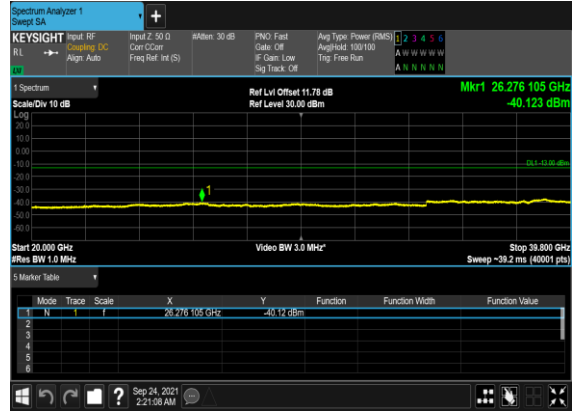 Spectrum Analyzer 1
Swept SA
KEYSIGHT Input: RF Input Z: 50 Ω #Atten: 30 dB PNO: Fast Avg Type: Power (RMS) 1 2 3 4 5 6
RL Coupling: DC Corr CCorr Gate: Off Avg|Hold: 100/100 A W W W W W
Align: Auto Freq Ref: Int (S) IF Gain: Low Trig: Free Run
Sig Track: Off A N N N N N
LW
1 Spectrum Ref Lvl Offset 11.78 dB Mkr1 26.276 105 GHz
Scale/Div 10 dB Ref Level 30.00 dBm -40.123 dBm
Log
20.0
10.0
0.00
-10.0
DL1 -13.00 dBm
-20.0
-30.0
1
-40.0
-50.0
-60.0
Start 20.000 GHz Video BW 3.0 MHz* Stop 39.800 GHz
#Res BW 1.0 MHz Sweep ~39.2 ms (40001 pts)
5 Marker Table
Mode Trace Scale X Y Function Function Width Function Value
1 N 1 f 26.276 105 GHz -40.12 dBm
2
3
4
5
6
? Sep 24, 2021
2:21:08 AM